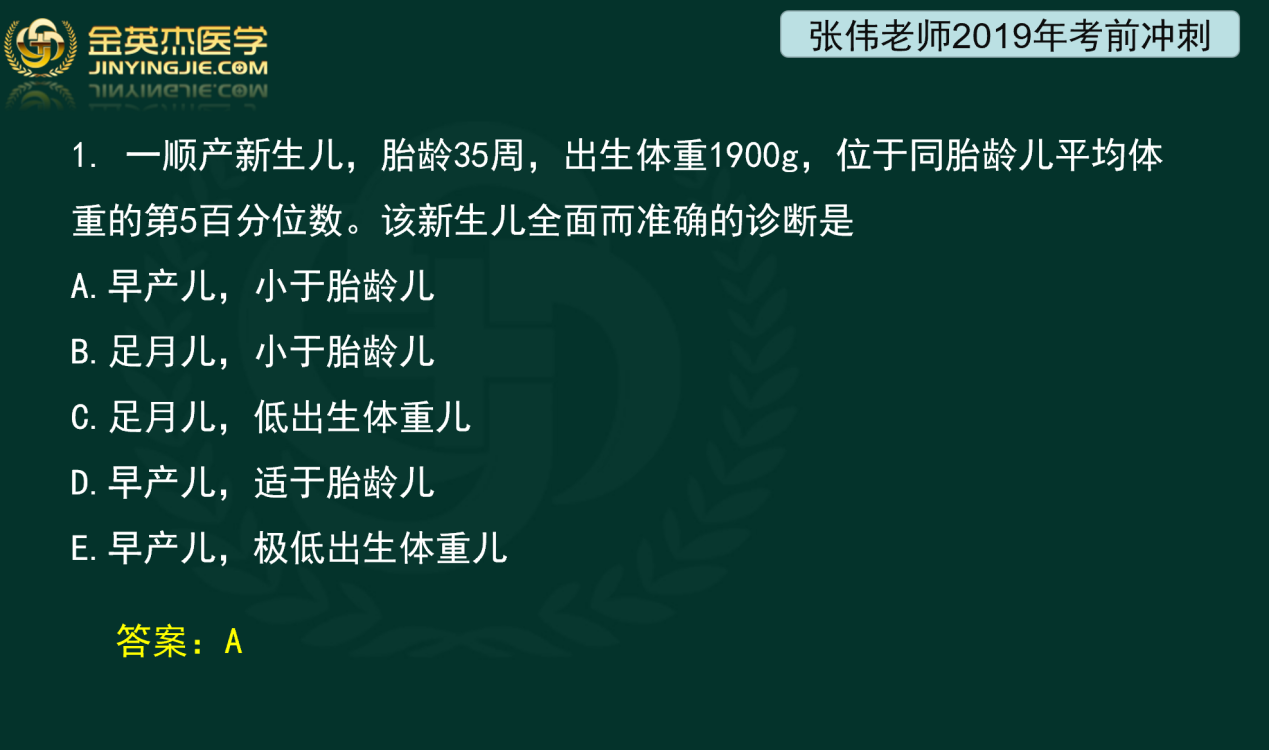 金英杰医学
JINYINGJIE.COM
张伟老师2019年考前冲刺
1. 一顺产新生儿，胎龄35周，出生体重1900g，位于同胎龄儿平均体
重的第5百分位数。该新生儿全面而准确的诊断是
A.早产儿，小于胎龄儿
B.足月儿，小于胎龄儿
C.足月儿，低出生体重儿
D.早产儿，适于胎龄儿
E.早产儿，极低出生体重儿
答案：A